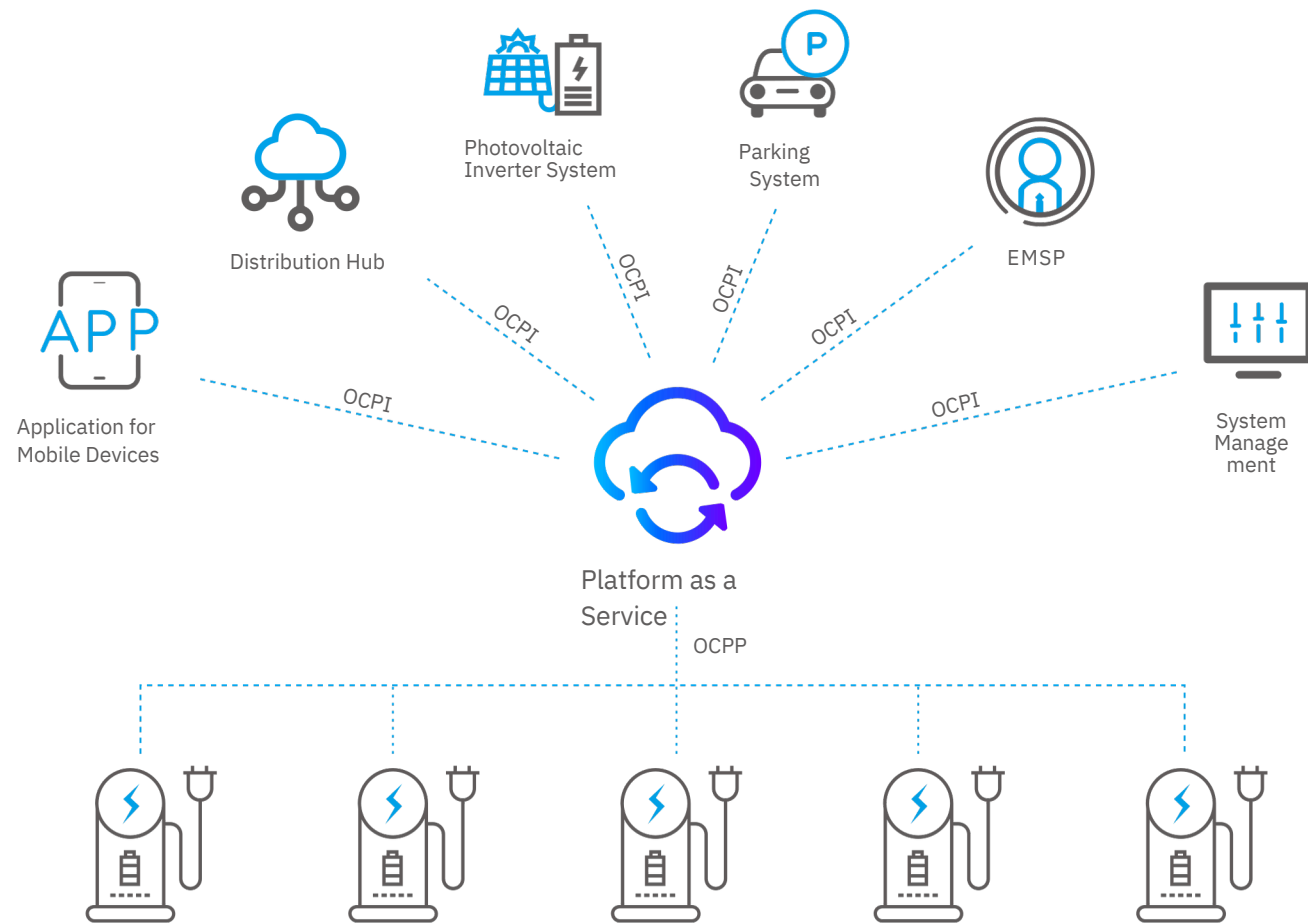 P
Photovoltaic
Inverter System
Parking
System
Distribution Hub
EMSP
APP
Application for
Mobile Devices
OCPI
OCPI
OCPI
OCPI
OCPI
OCPI
System
Manage
ment
Platform as a
Service
OCPP